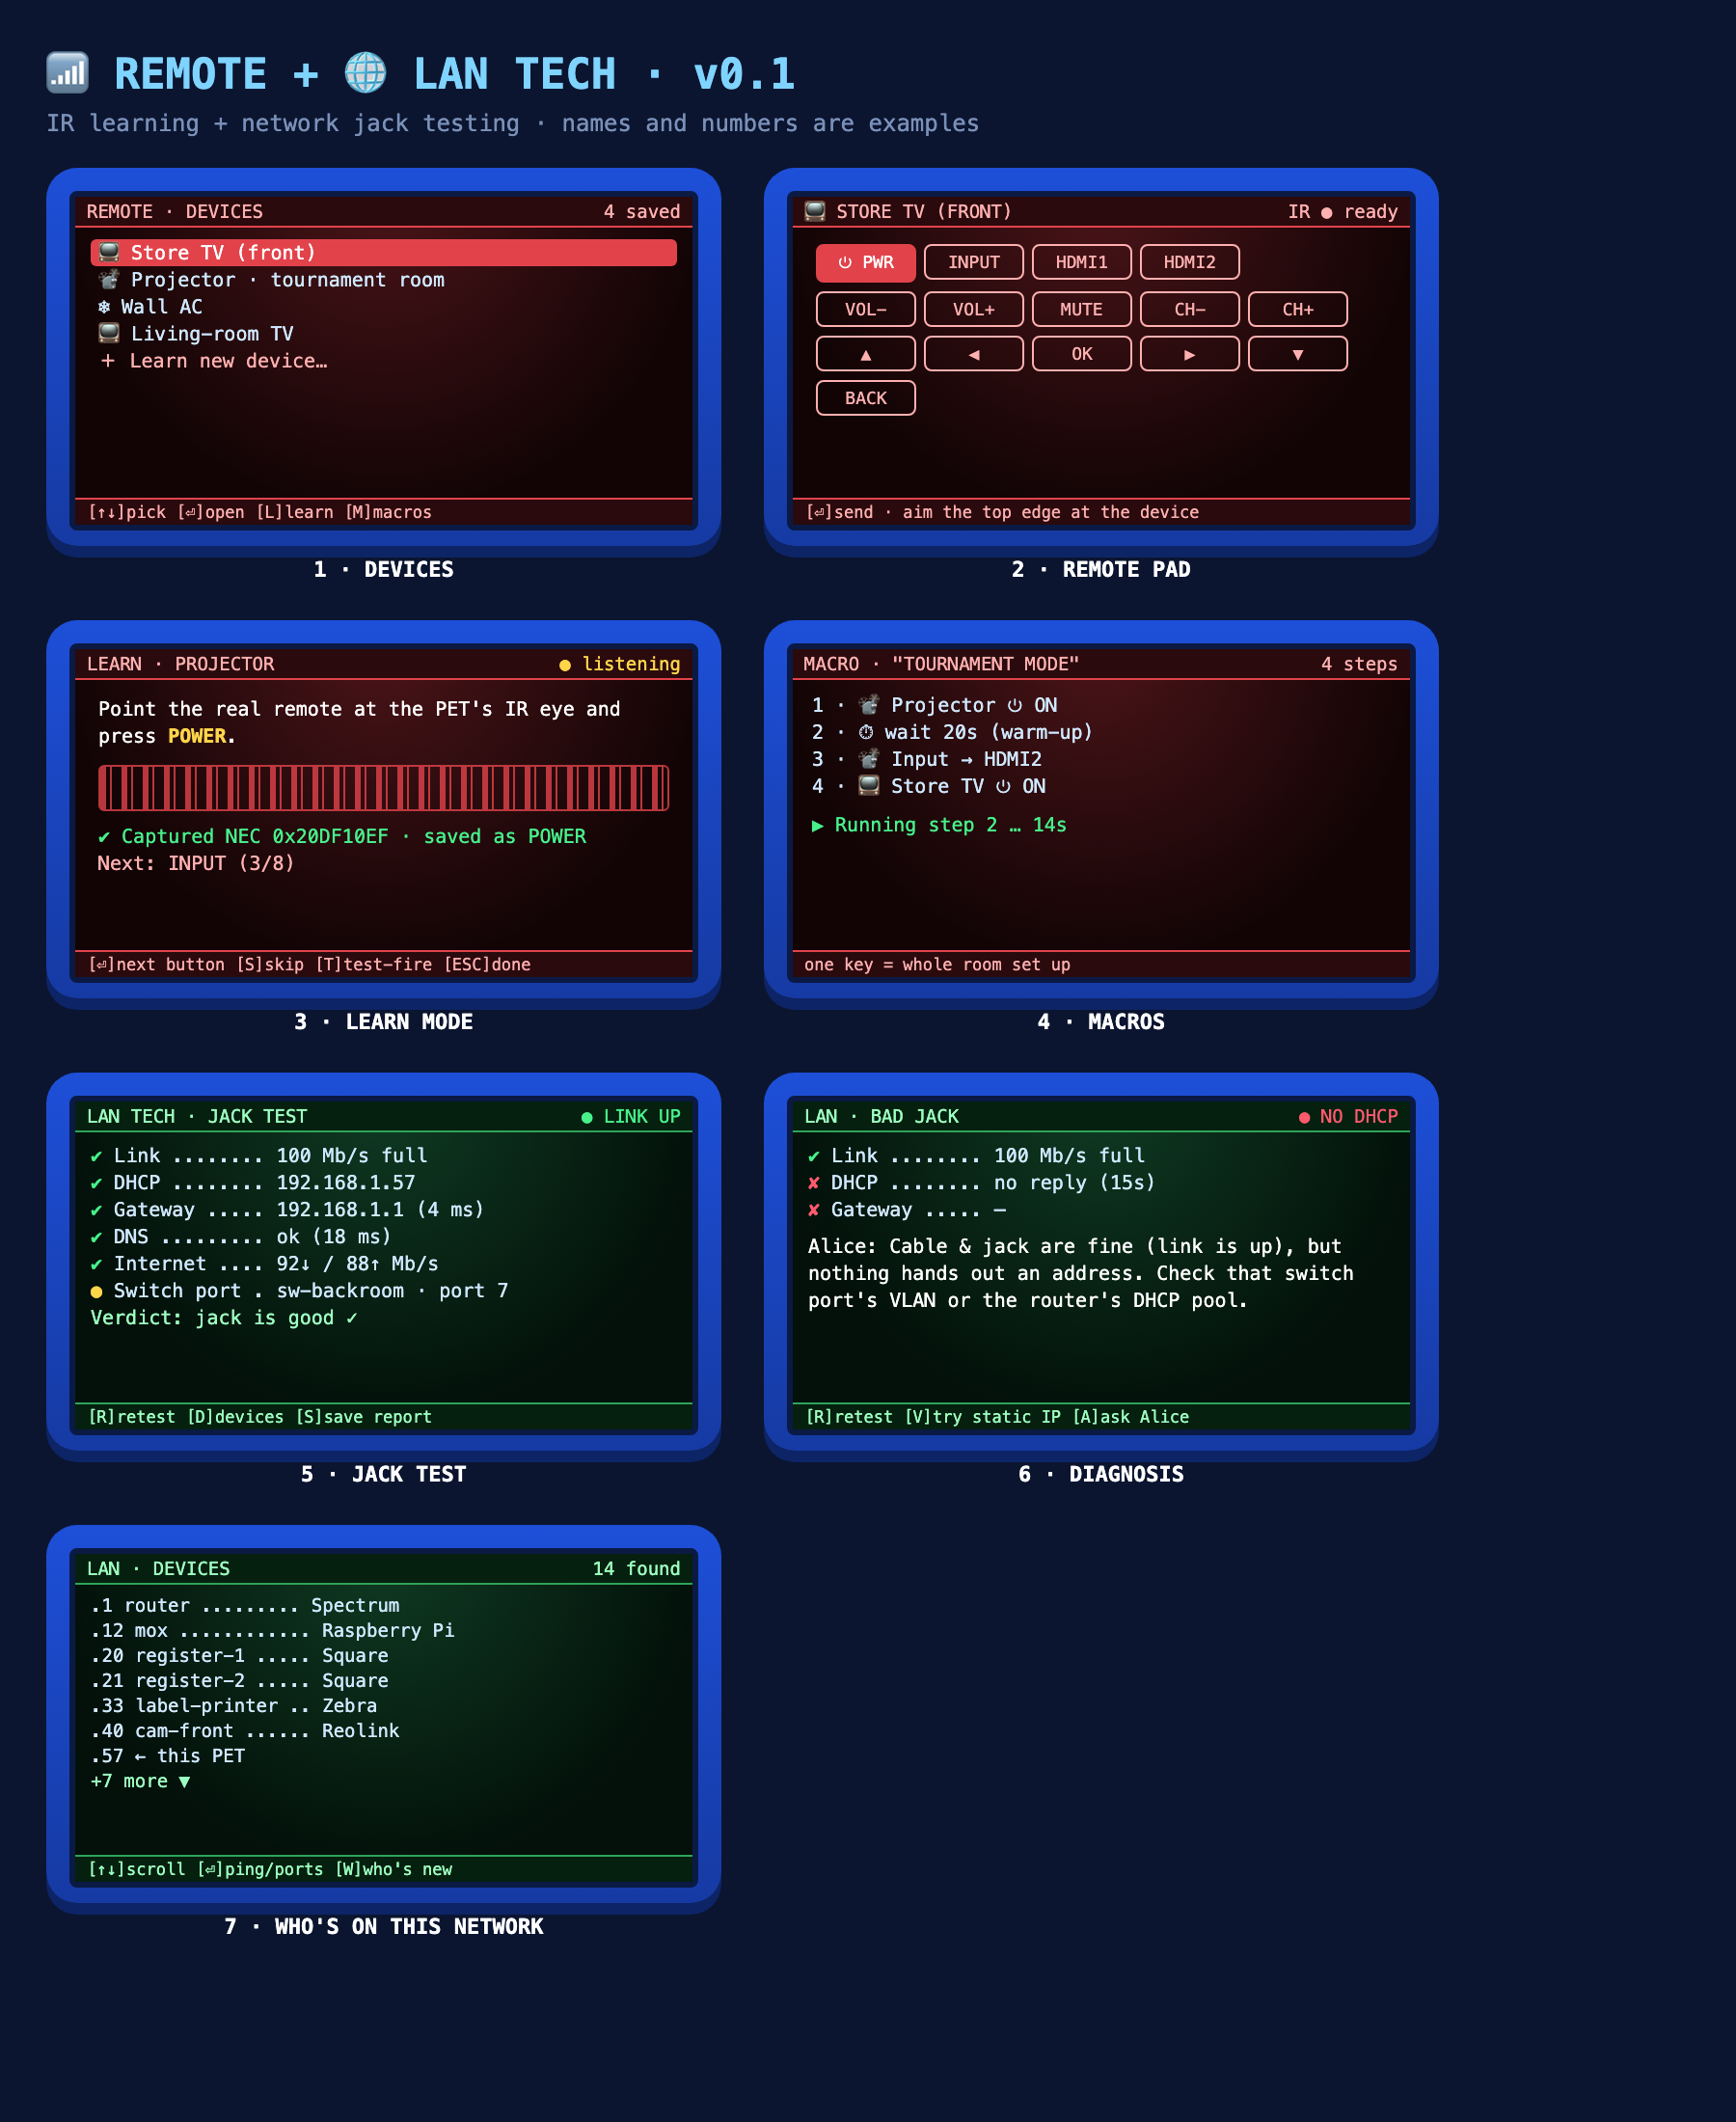 📶 REMOTE + 🌐 LAN TECH · v0.1
IR learning + network jack testing · names and numbers are examples
REMOTE · DEVICES 4 saved
📺 Store TV (front)
📽 Projector · tournament room
❄ Wall AC
📺 Living-room TV
+ Learn new device…
[↑↓]pick [⏎]open [L]learn [M]macros
1 · DEVICES
📺 STORE TV (FRONT) IR ● ready
⏻ PWR INPUT HDMI1 HDMI2
VOL− VOL+ MUTE CH− CH+
▲ ◀ OK ▶ ▼
BACK
[⏎]send · aim the top edge at the device
2 · REMOTE PAD
LEARN · PROJECTOR ● listening
Point the real remote at the PET's IR eye and
press POWER.
✔ Captured NEC 0x20DF10EF · saved as POWER
Next: INPUT (3/8)
[⏎]next button [S]skip [T]test-fire [ESC]done
3 · LEARN MODE
MACRO · "TOURNAMENT MODE" 4 steps
1 · 📽 Projector ⏻ ON
2 · ⏱ wait 20s (warm-up)
3 · 📽 Input → HDMI2
4 · 📺 Store TV ⏻ ON
▶ Running step 2 … 14s
one key = whole room set up
4 · MACROS
LAN TECH · JACK TEST ● LINK UP
✔ Link ........ 100 Mb/s full
✔ DHCP ........ 192.168.1.57
✔ Gateway ..... 192.168.1.1 (4 ms)
✔ DNS ......... ok (18 ms)
✔ Internet .... 92↓ / 88↑ Mb/s
● Switch port . sw-backroom · port 7
Verdict: jack is good ✓
[R]retest [D]devices [S]save report
5 · JACK TEST
LAN · BAD JACK ● NO DHCP
✔ Link ........ 100 Mb/s full
✘ DHCP ........ no reply (15s)
✘ Gateway ..... —
Alice: Cable & jack are fine (link is up), but
nothing hands out an address. Check that switch
port's VLAN or the router's DHCP pool.
[R]retest [V]try static IP [A]ask Alice
6 · DIAGNOSIS
LAN · DEVICES 14 found
.1 router ......... Spectrum
.12 mox ............ Raspberry Pi
.20 register-1 ..... Square
.21 register-2 ..... Square
.33 label-printer .. Zebra
.40 cam-front ...... Reolink
.57 ← this PET
+7 more ▼
[↑↓]scroll [⏎]ping/ports [W]who's new
7 · WHO'S ON THIS NETWORK